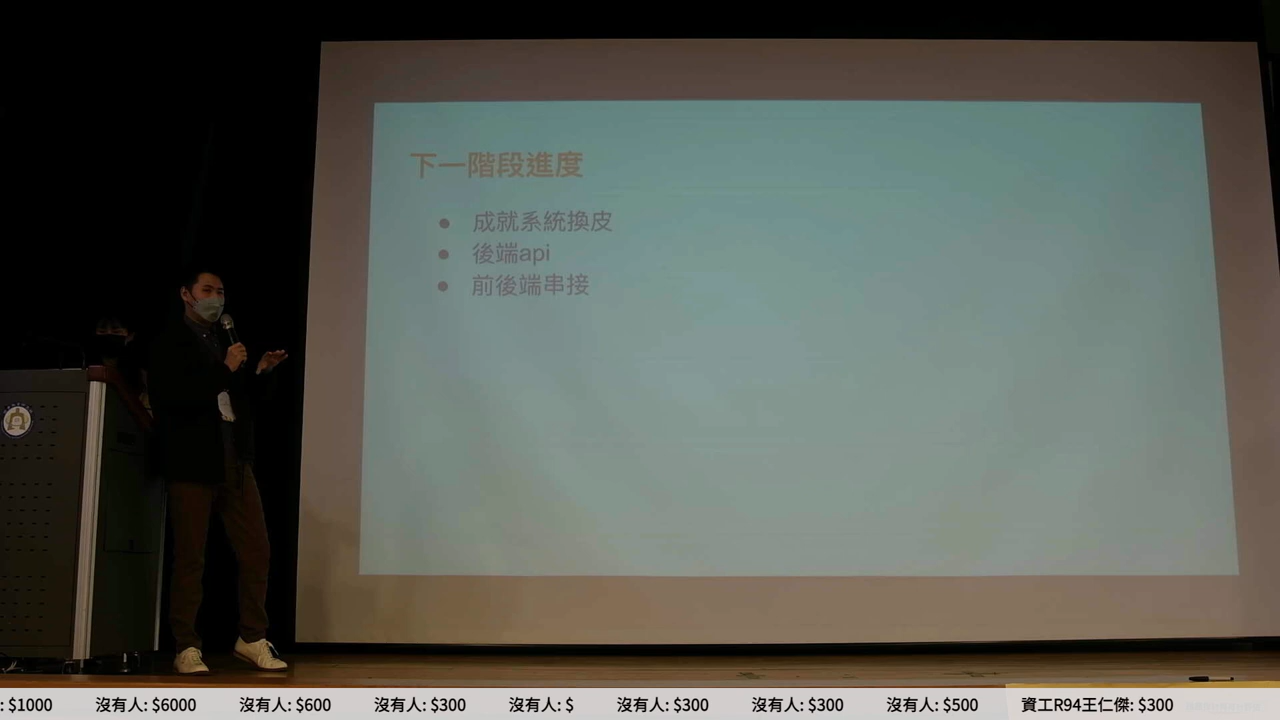 下一階段進度
成就系統換皮
後端api
前後端串接
: $1000 沒有人: $6000 沒有人: $600 沒有人: $300 沒有人: $ 沒有人: $300 沒有人: $300 沒有人: $500 資工R94王仁傑: $300